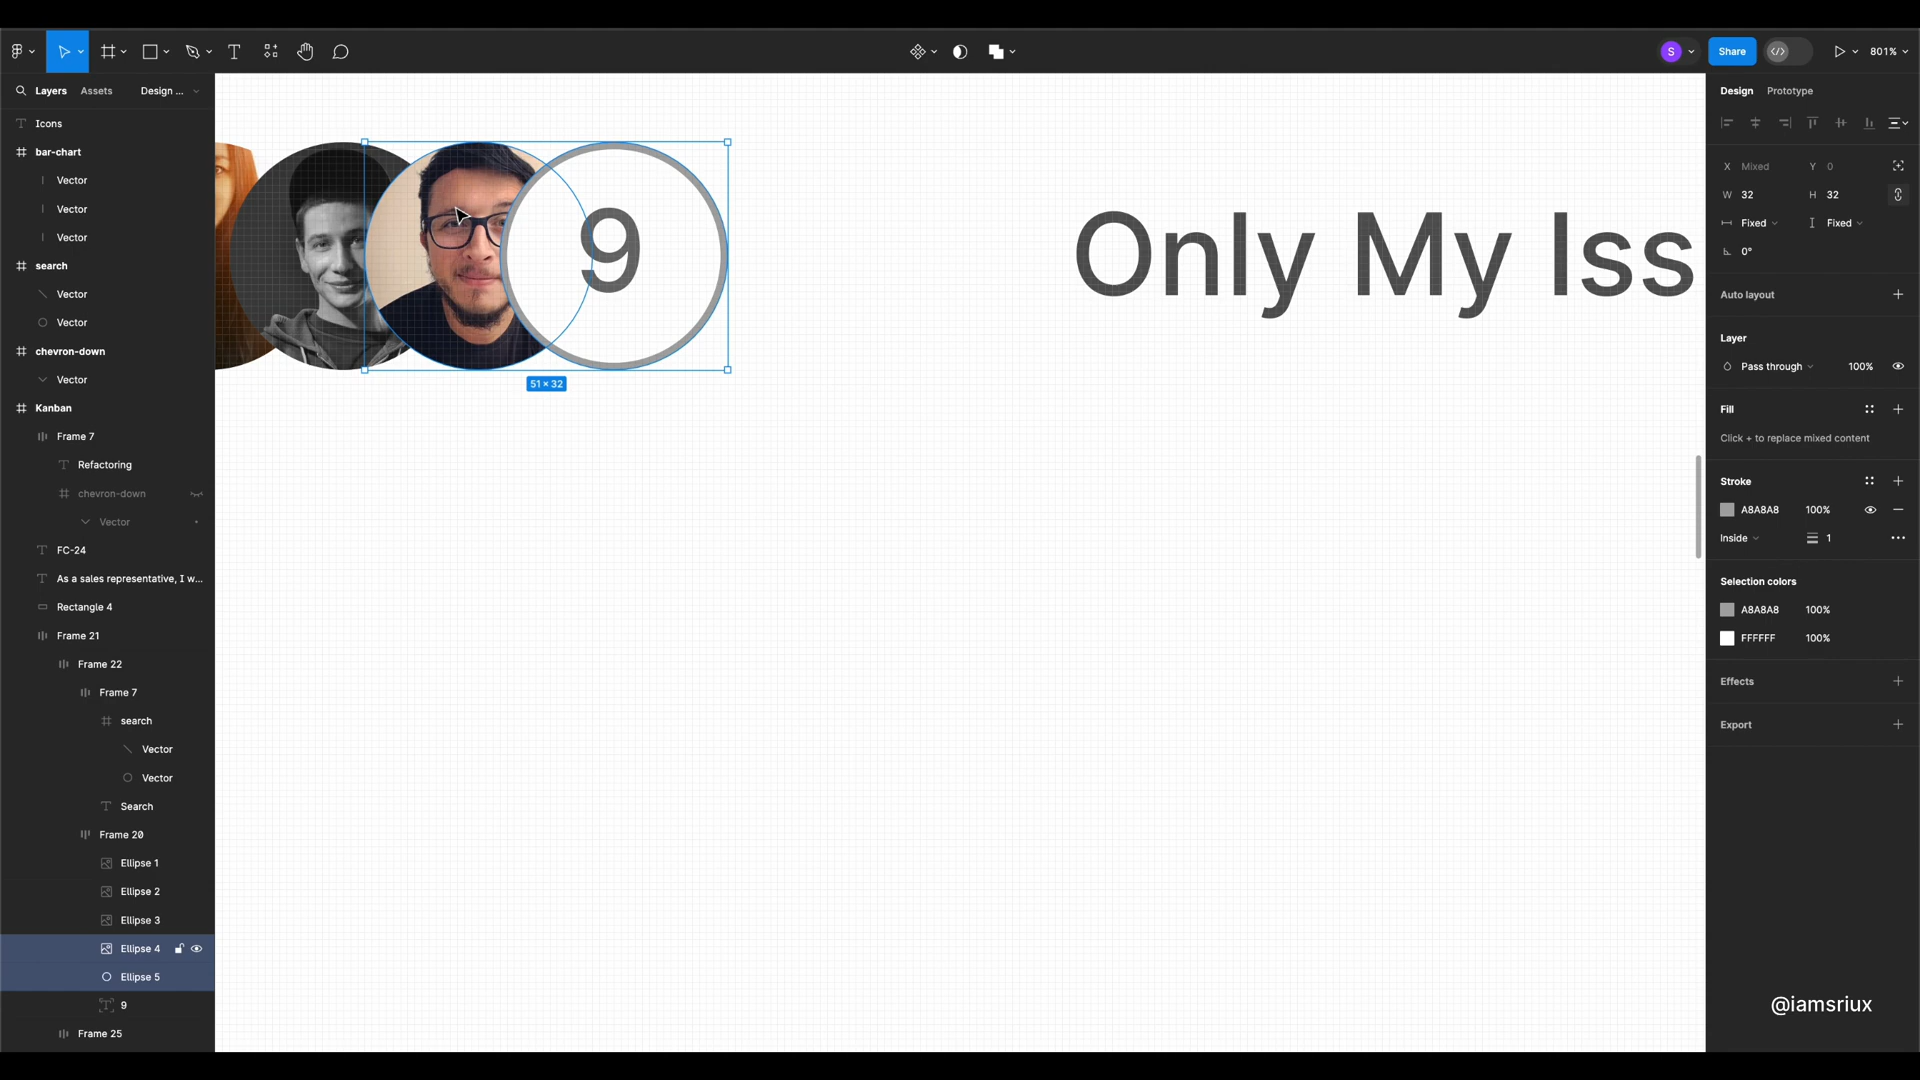 S
Share
801%
Layers
Assets
Design ...
Icons
bar-chart
Vector
Vector
Vector
search
Vector
Vector
chevron-down
Vector
Kanban
Frame 7
Refactoring
chevron-down
Vector
FC-24
As a sales representative, I w...
Rectangle 4
Frame 21
Frame 22
Frame 7
search
Vector
Vector
Search
Frame 20
Ellipse 1
Ellipse 2
Ellipse 3
Ellipse 4
Ellipse 5
9
Frame 25
9
51 × 32
Only My Iss
Design
Prototype
X Mixed Y 0
W 32 H 32
Fixed Fixed
0°
Auto layout
Layer
Pass through 100%
Fill
Click + to replace mixed content
Stroke
A8A8A8 100%
Inside 1
Selection colors
A8A8A8 100%
FFFFFF 100%
Effects
Export
@iamsriux